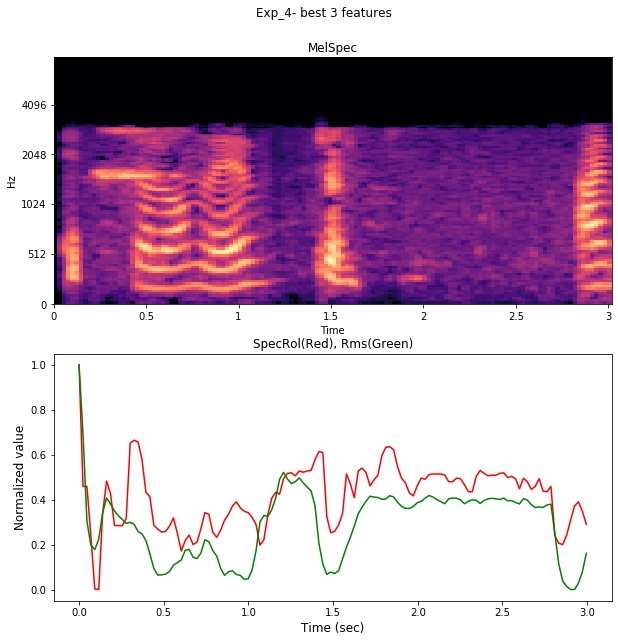 Exp_4- best 3 features
MelSpec
4096
2048
1024
512
0
Hz
0 0.5 1 1.5 2 2.5 3
Time
SpecRol(Red), Rms(Green)
1.0
0.8
0.6
0.4
0.2
0.0
Normalized value
0.0 0.5 1.0 1.5 2.0 2.5 3.0
Time (sec)